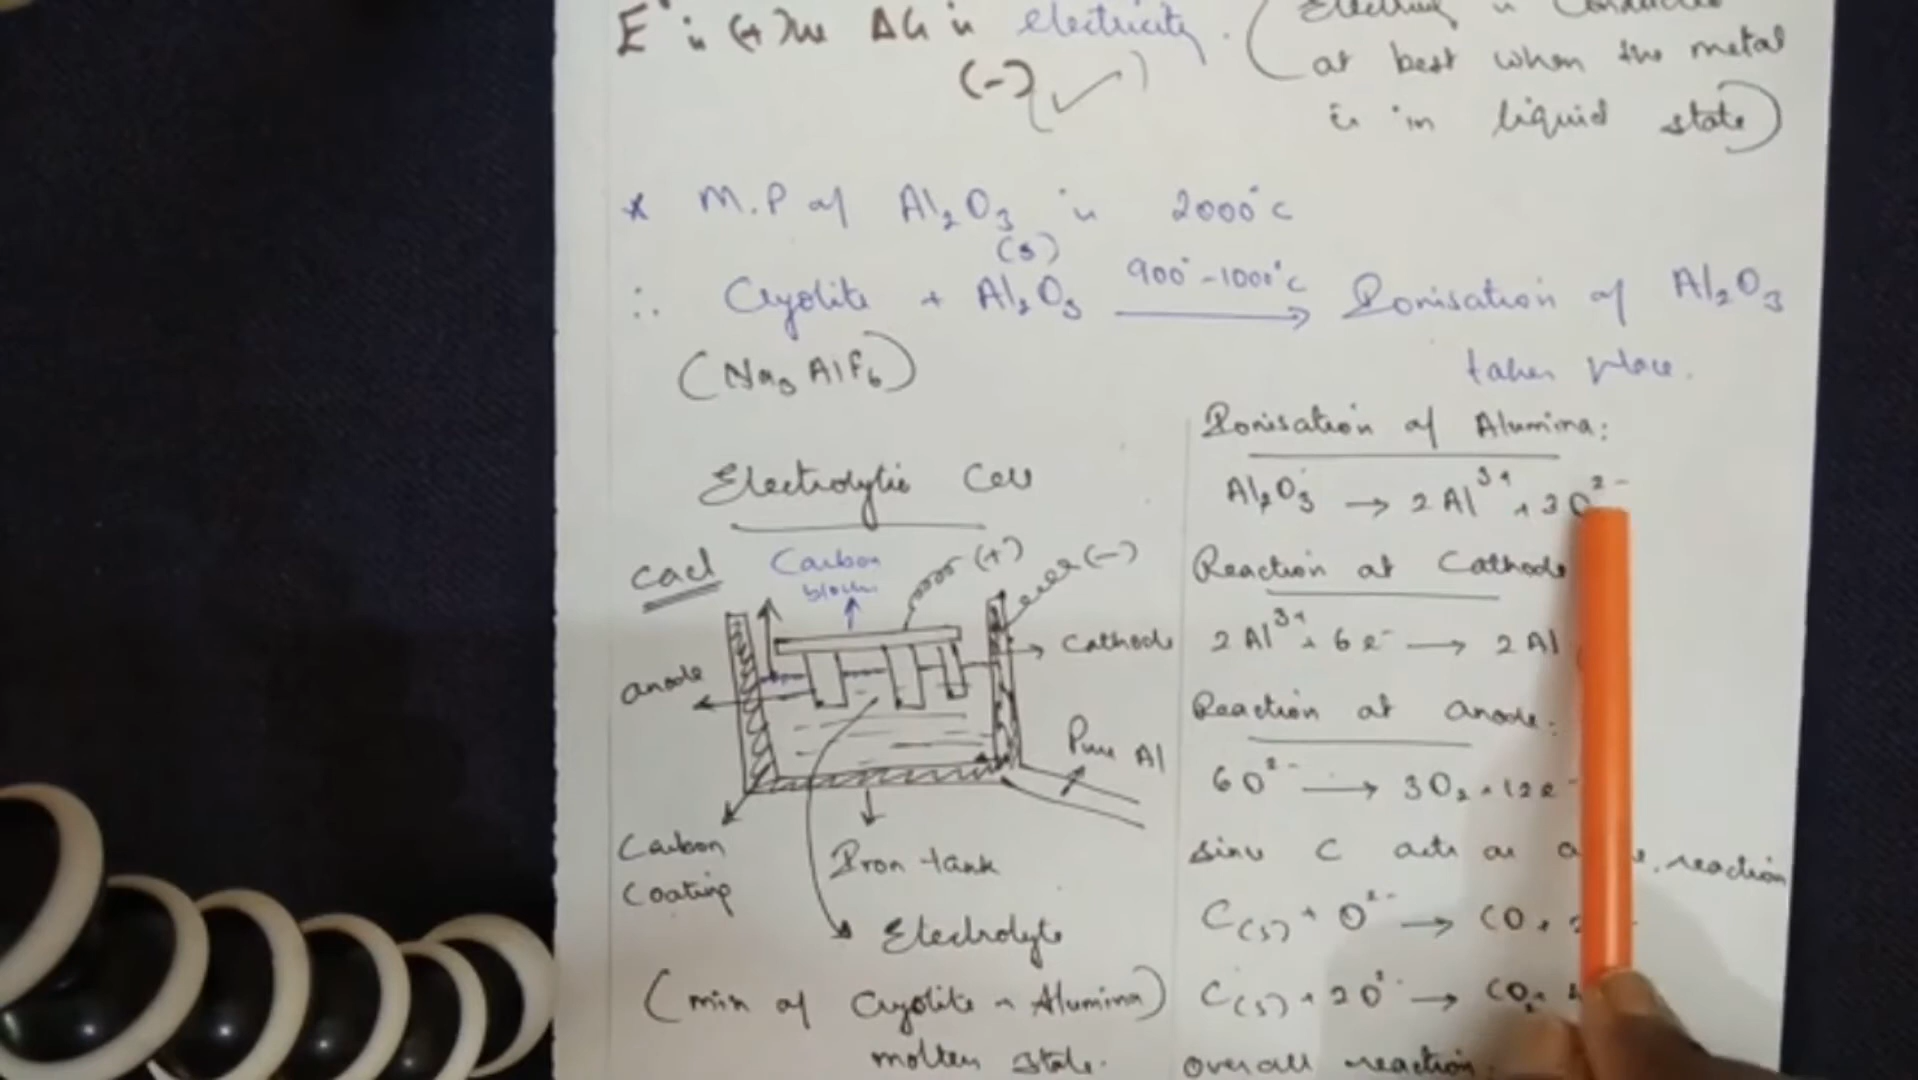 E° is (+)ve ΔG is electricity.
(-) ✓
at best when the metal
is in liquid state)
* M.P of Al₂O₃ is 2000°C
(s)
∴ Cryolite + Al₂O₃ 900°-1000°C → Ionisation of Al₂O₃
(Na₃AlF₆)
takes place.
Electrolytic Cell
CaCl
Carbon
block
(+)
(-)
anode
Cathode
Pure Al
Carbon
Coating
Iron tank
Electrolyte
(mix of Cryolite + Alumina)
molten state.
Ionisation of Alumina:
Al₂O₃ → 2Al³⁺ + 3O²⁻
Reaction at Cathode
2Al³⁺ + 6e⁻ → 2Al
Reaction at anode:
6O²⁻ → 3O₂ + 12e⁻
since C acts as reaction
C(s) + O²⁻ → CO +
C(s) + 2O²⁻ → CO₂ +
overall reaction: